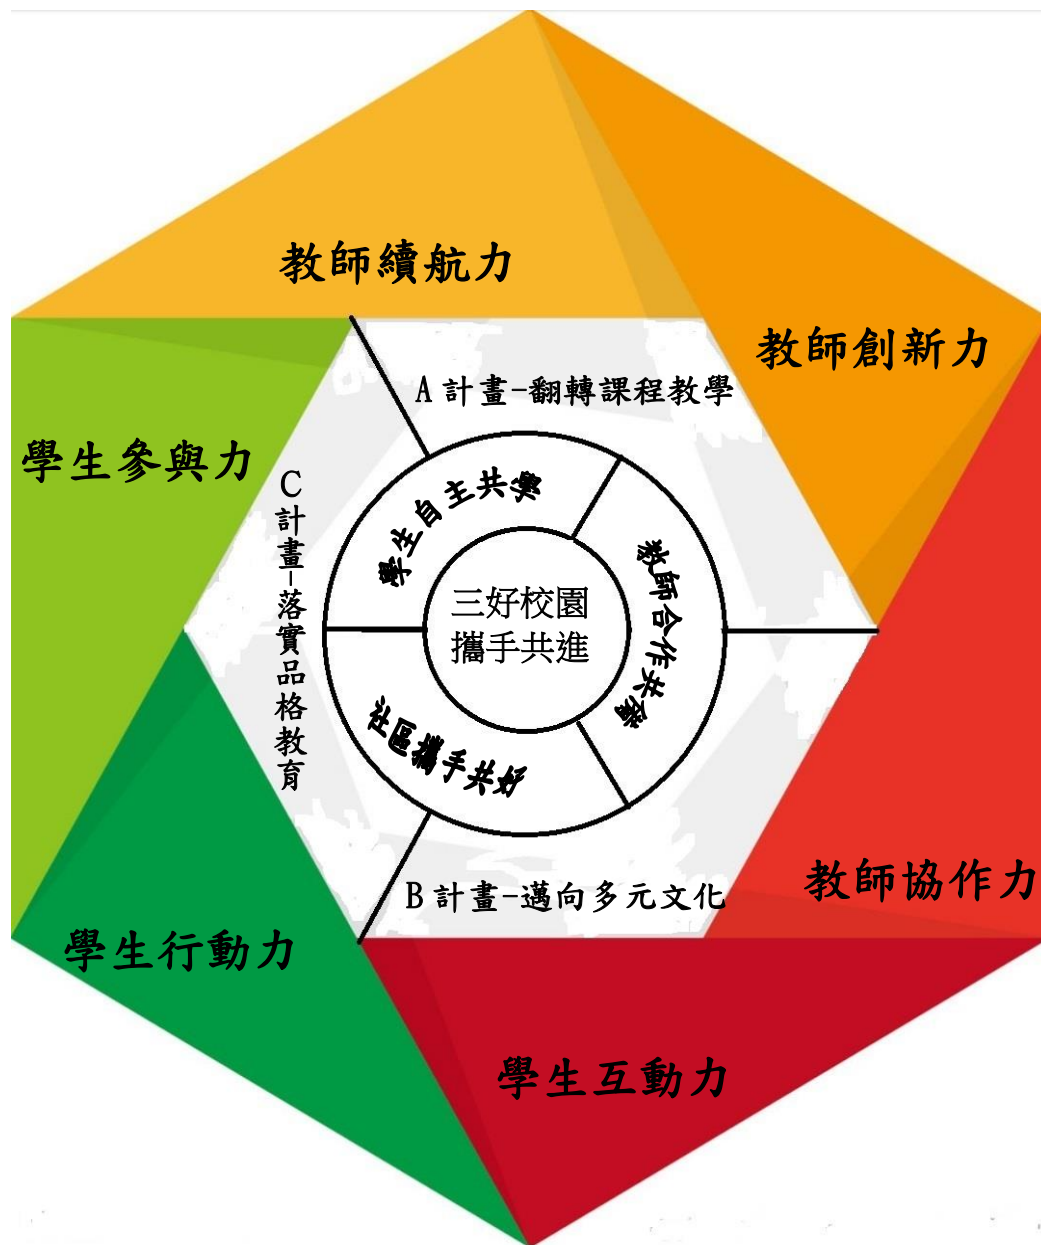 教師續航力
教師創新力
A計畫-翻轉課程教學
學生參與力
C計畫-落實品格教育
學生自主共學
教師合作共備
三好校園
攜手共進
社區攜手共好
教師協作力
B計畫-邁向多元文化
學生行動力
學生互動力